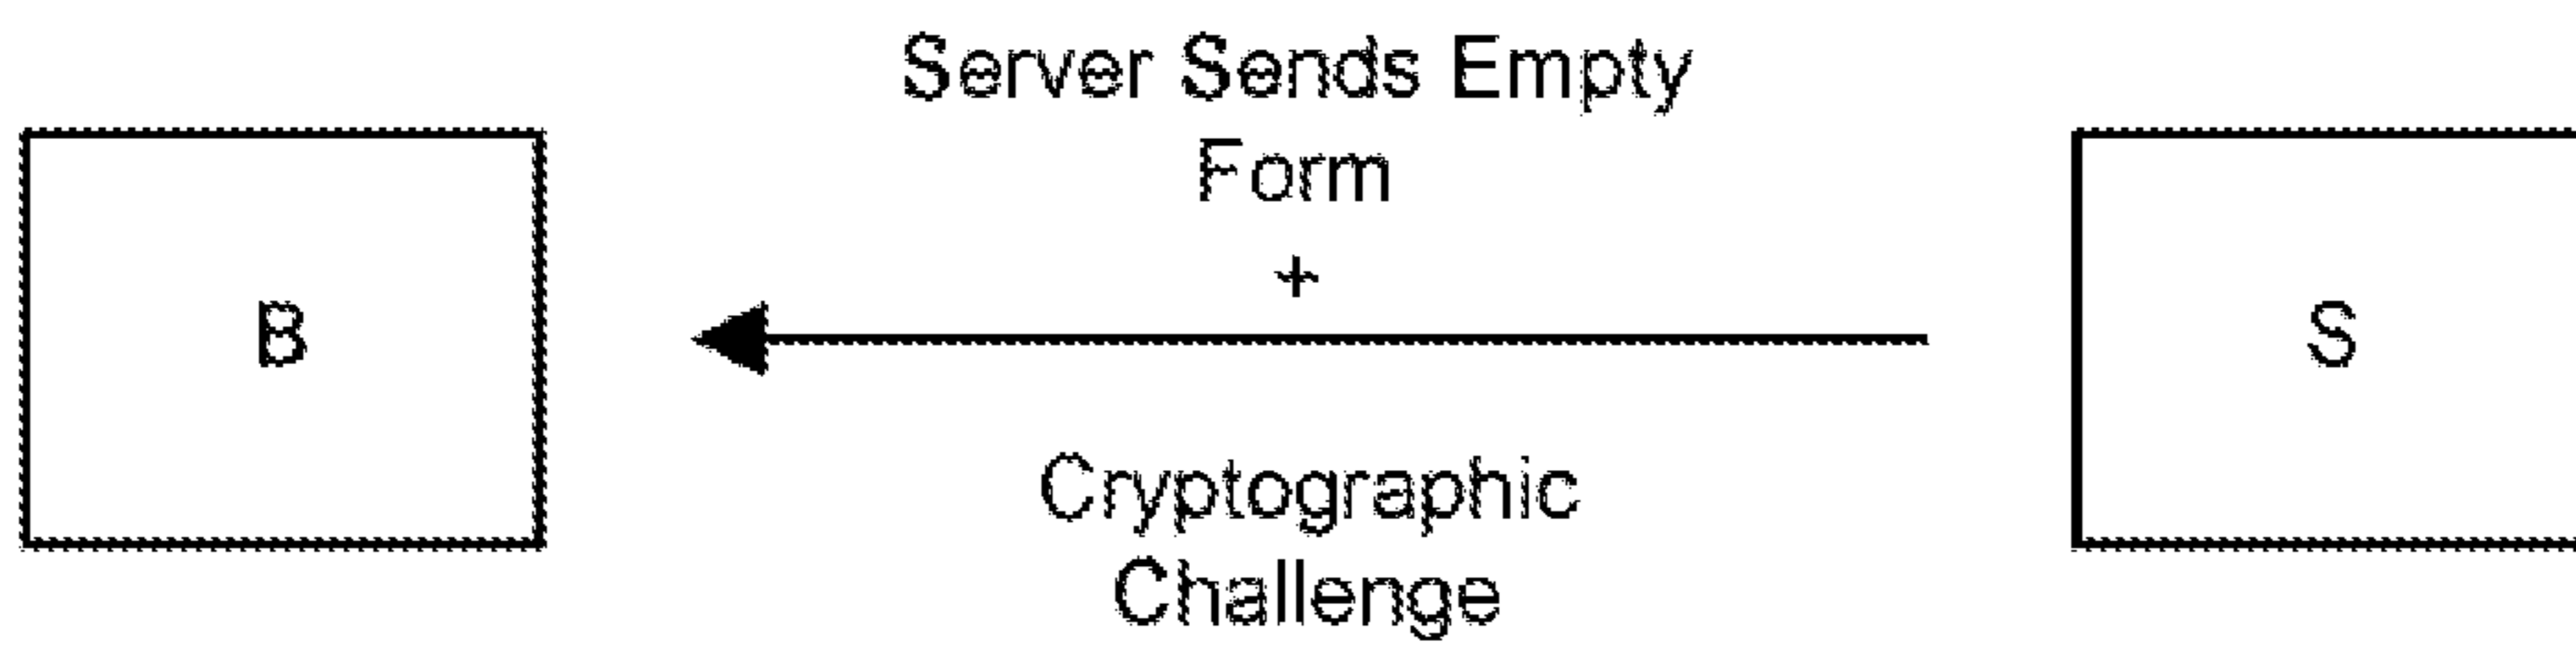 Server Sends Empty
Form
+
B
S
Cryptographic
Challenge